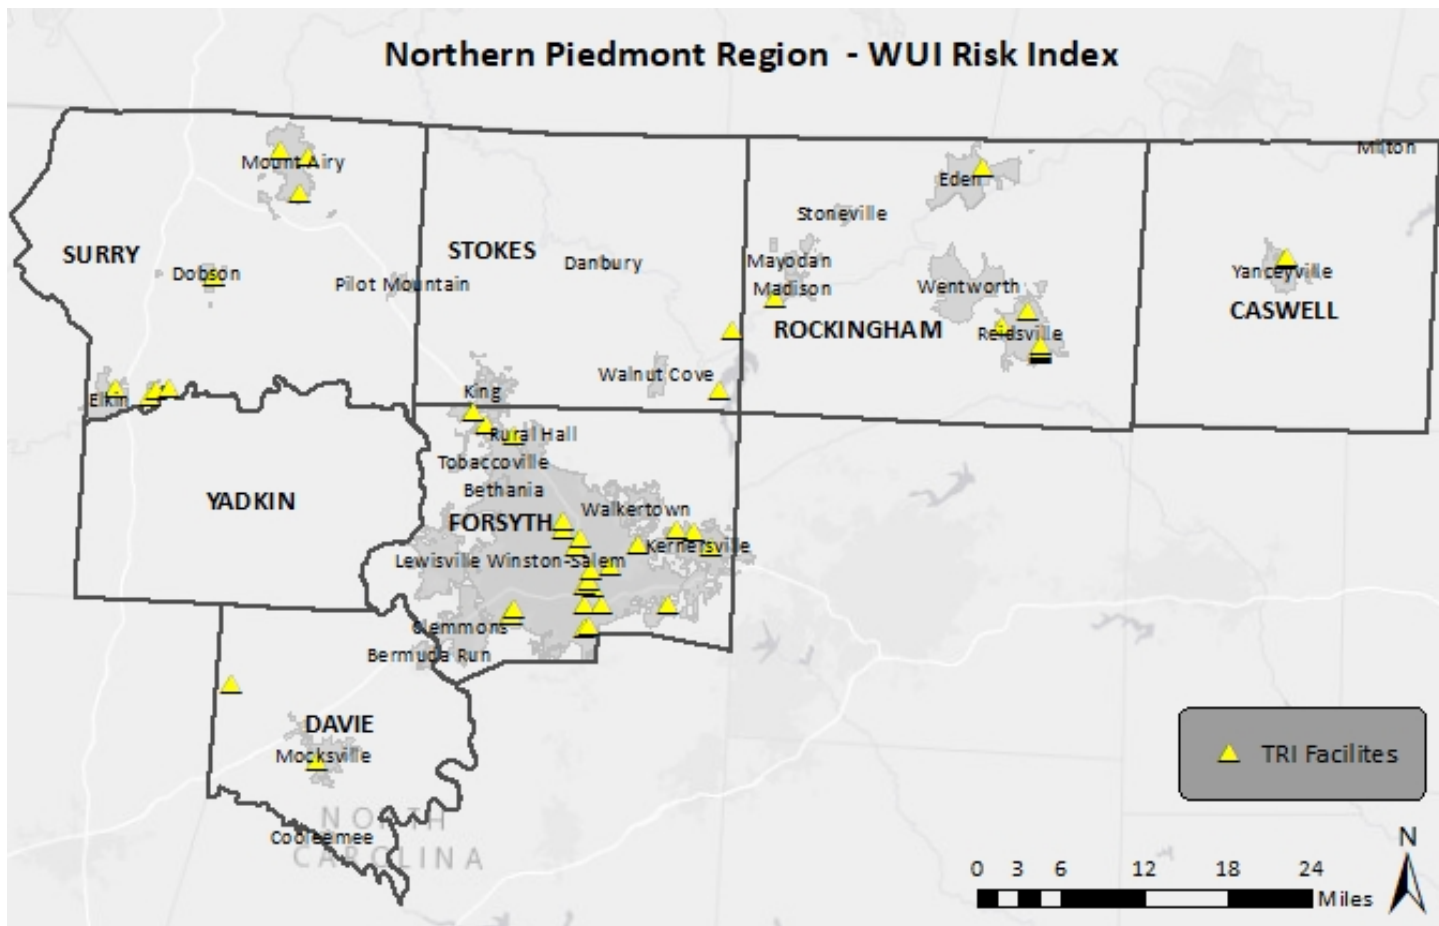 Northern Piedmont Region - WUI Risk Index
Milton
Mount Airy
Eden
Stoneville
SURRY
STOKES
Danbury
Mayodan
Dobson
Yanceyville
Pilot Mountain
Madison
Wentworth
CASWELL
ROCKINGHAM
Reidsville
Walnut Cove
King
Elkin
Rural Hall
Tobaccoville
Bethania
YADKIN
Walkertown
FORSYTH
Kernersville
Lewisville Winston-Salem
Clemmons
Bermuda Run
DAVIE
Mocksville
TRI Facilites
NORTH
CAROLINA
Cooleemee
N
0 3 6 12 18 24
Miles